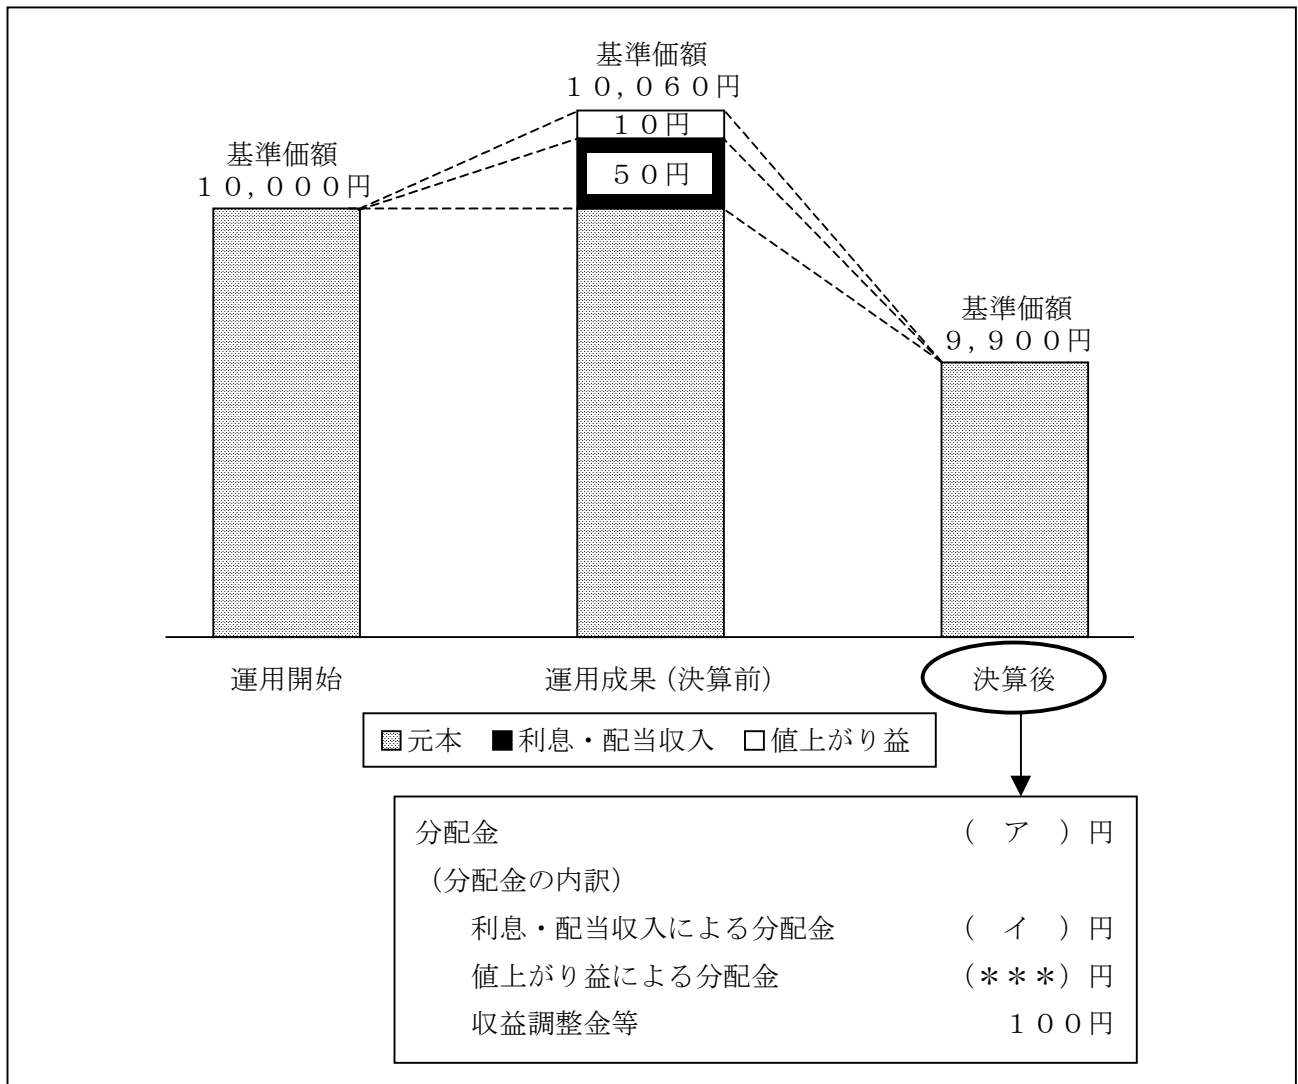 基準価額
１０,０６０円
１０円
基準価額
１０,０００円
５０円
基準価額
９,９００円
運用開始
運用成果（決算前）
決算後
元本 利息・配当収入 値上がり益
分配金 （ ア ）円
（分配金の内訳）
利息・配当収入による分配金 （ イ ）円
値上がり益による分配金 （＊＊＊）円
収益調整金等 １００円